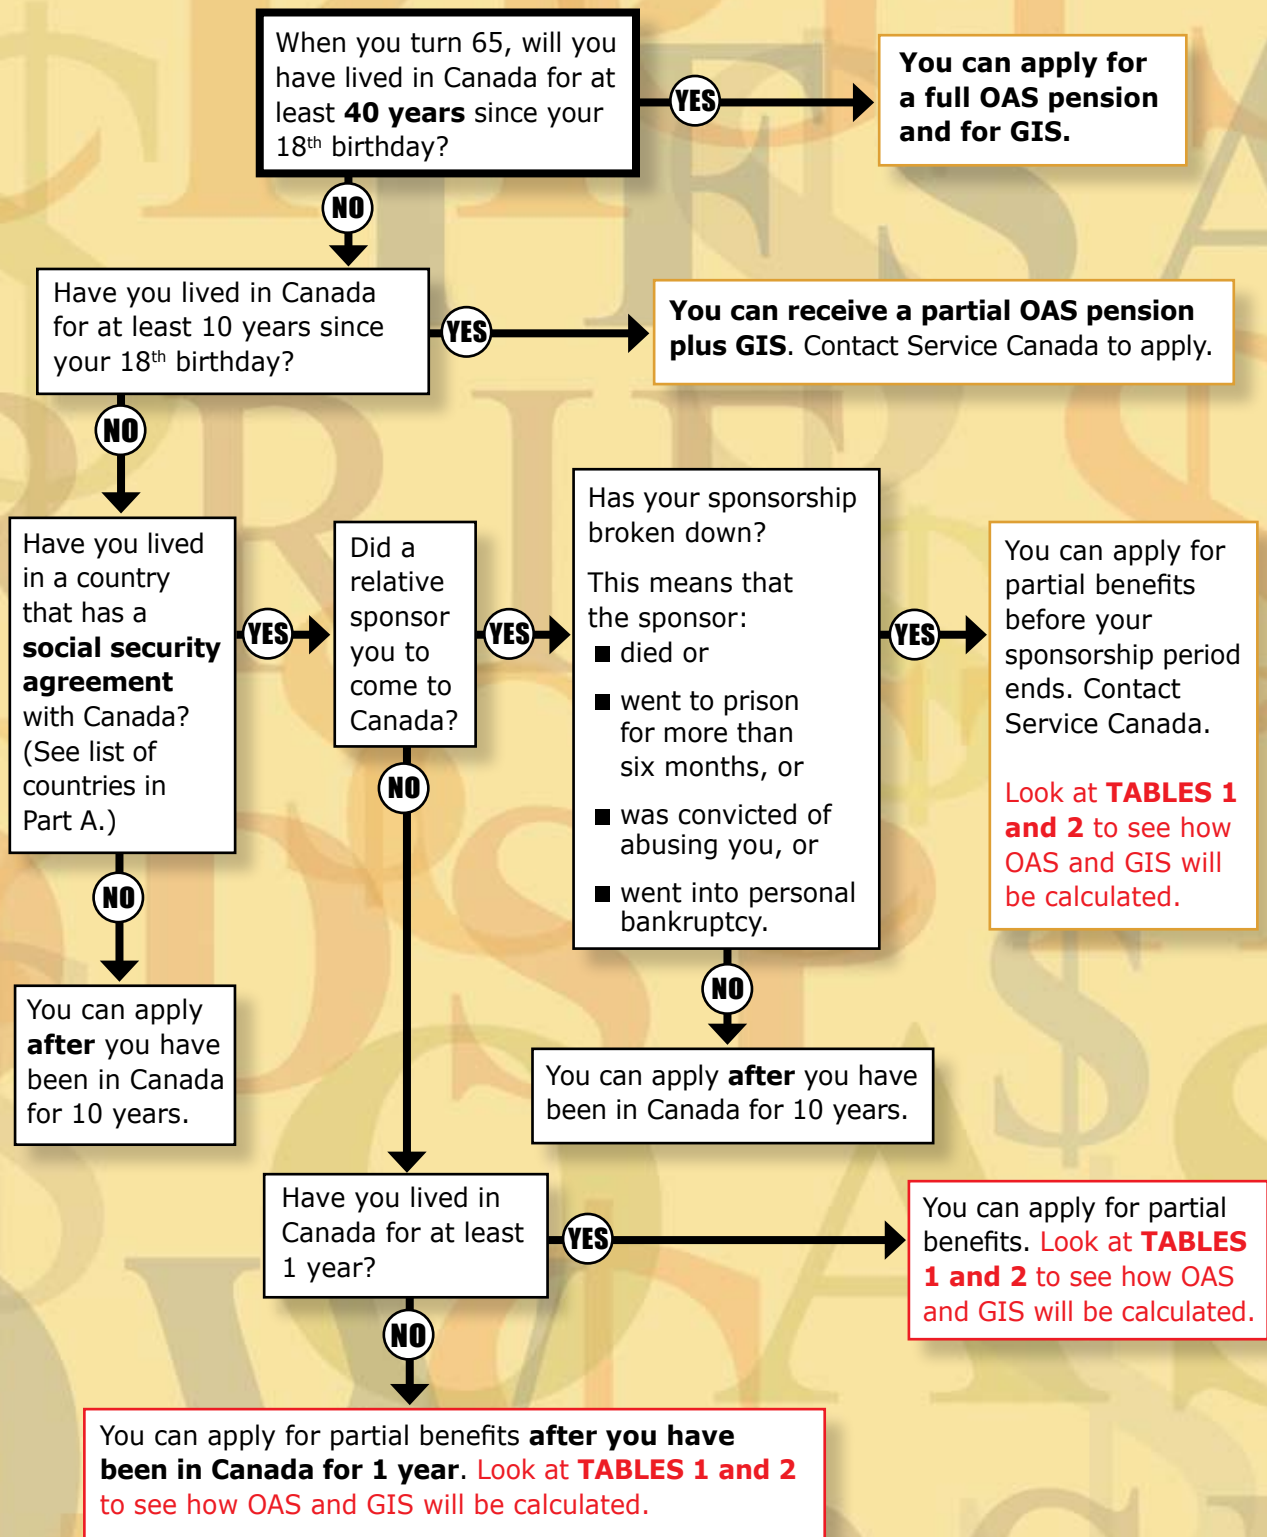 When you turn 65, will you
have lived in Canada for at
least 40 years since your
18th birthday?
YES
You can apply for
a full OAS pension
and for GIS.
NO
Have you lived in Canada
for at least 10 years since
your 18th birthday?
YES
You can receive a partial OAS pension
plus GIS. Contact Service Canada to apply.
NO
Have you lived
in a country
that has a
social security
agreement
with Canada?
(See list of
countries in
Part A.)
YES
Did a
relative
sponsor
you to
come to
Canada?
YES
Has your sponsorship
broken down?
This means that
the sponsor:
■ died or
■ went to prison
for more than
six months, or
■ was convicted of
abusing you, or
■ went into personal
bankruptcy.
YES
You can apply for
partial benefits
before your
sponsorship period
ends. Contact
Service Canada.
Look at TABLES 1
and 2 to see how
OAS and GIS will
be calculated.
NO
You can apply
after you have
been in Canada
for 10 years.
NO
NO
You can apply after you have
been in Canada for 10 years.
Have you lived in
Canada for at least
1 year?
YES
You can apply for partial
benefits. Look at TABLES
1 and 2 to see how OAS
and GIS will be calculated.
NO
You can apply for partial benefits after you have
been in Canada for 1 year. Look at TABLES 1 and 2
to see how OAS and GIS will be calculated.